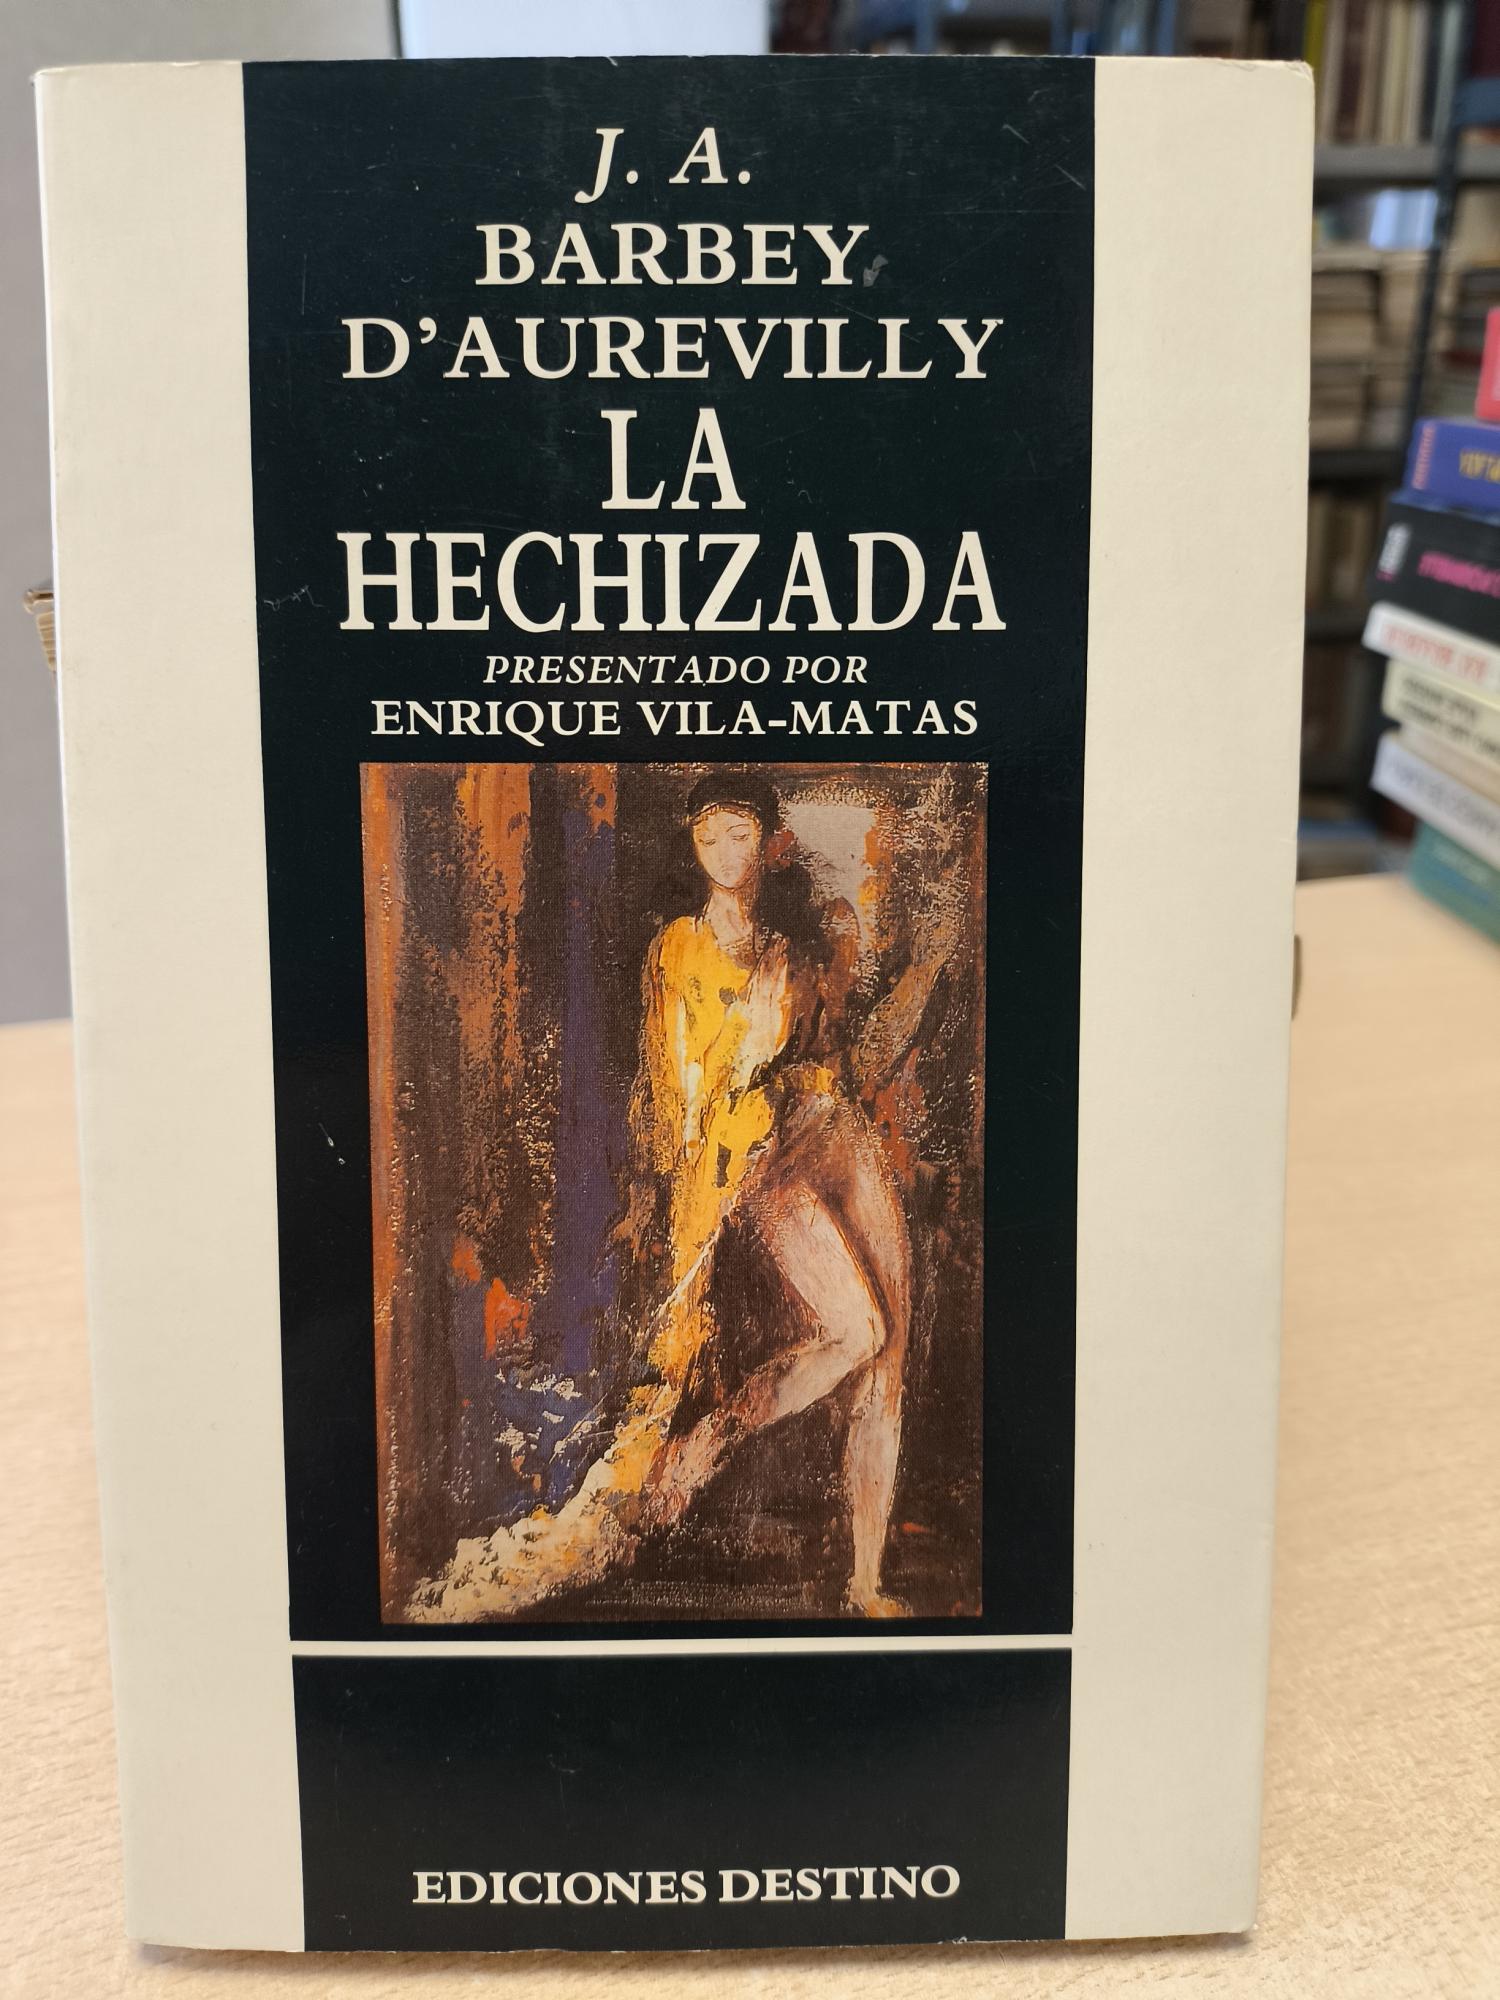 J. A.
BARBEY
D'AUREVILLY
LA
HECHIZADA
PRESENTADO POR
ENRIQUE VILA-MATAS
EDICIONES DESTINO